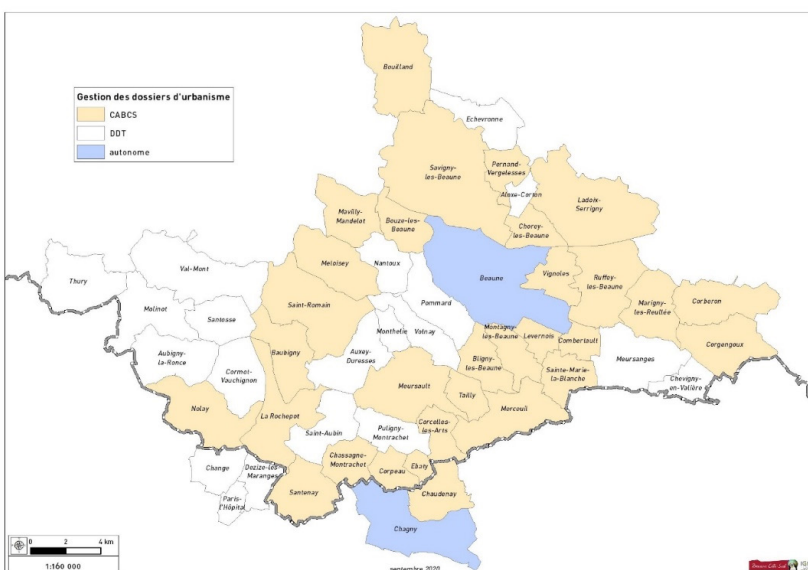 Gestion des dossiers d'urbanisme
CABCS
DDT
autonome
Bouilland
Echevronne
Savigny-
les-Beaune
Pernand-
Vergelesses
Aloxe-Corton
Ladoix-
Serrigny
Mavilly-
Mandelot
Bouze-les-
Beaune
Chorey-
les-Beaune
Val-Mont
Thury
Meloisey
Nantoux
Beaune
Vignoles
Ruffey-
les-Beaune
Molinot
Santosse
Saint-Romain
Pommard
Marigny-
les-Reullée
Corberon
Monthelie
Volnay
Montagny-
les-Beaune
Levernois
Combertault
Corgengoux
Aubigny-
la-Ronce
Cormot-
Vauchignon
Baubigny
Auxey-
Duresses
Bligny-
les-Beaune
Meursanges
Sainte-Marie-
la-Blanche
Chevigny-
en-Valière
Meursault
Tailly
Merceuil
Nolay
La Rochepot
Saint-Aubin
Puligny-
Montrachet
Corcelles-
les-Arts
Change
Dezize-lès-
Maranges
Chassagne-
Montrachet
Corpeau
Ebaty
Paris-
l'Hôpital
Santenay
Chaudenay
Chagny
0 2 4 km
1:160 000
septembre 2020